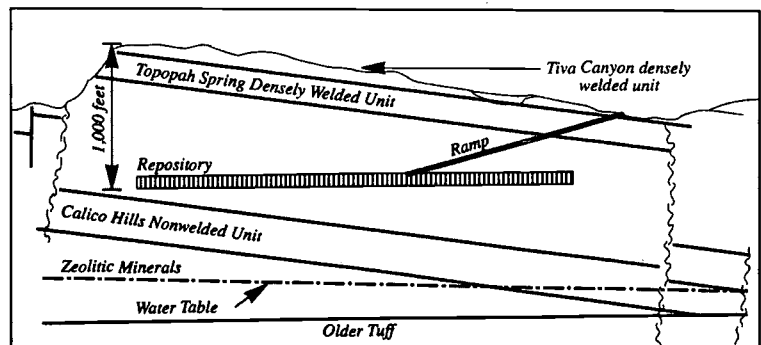 Tiva Canyon densely
welded unit
Topopah Spring Densely Welded Unit
1,000 feet
Ramp
Repository
Calico Hills Nonwelded Unit
Zeolitic Minerals
Water Table
Older Tuff